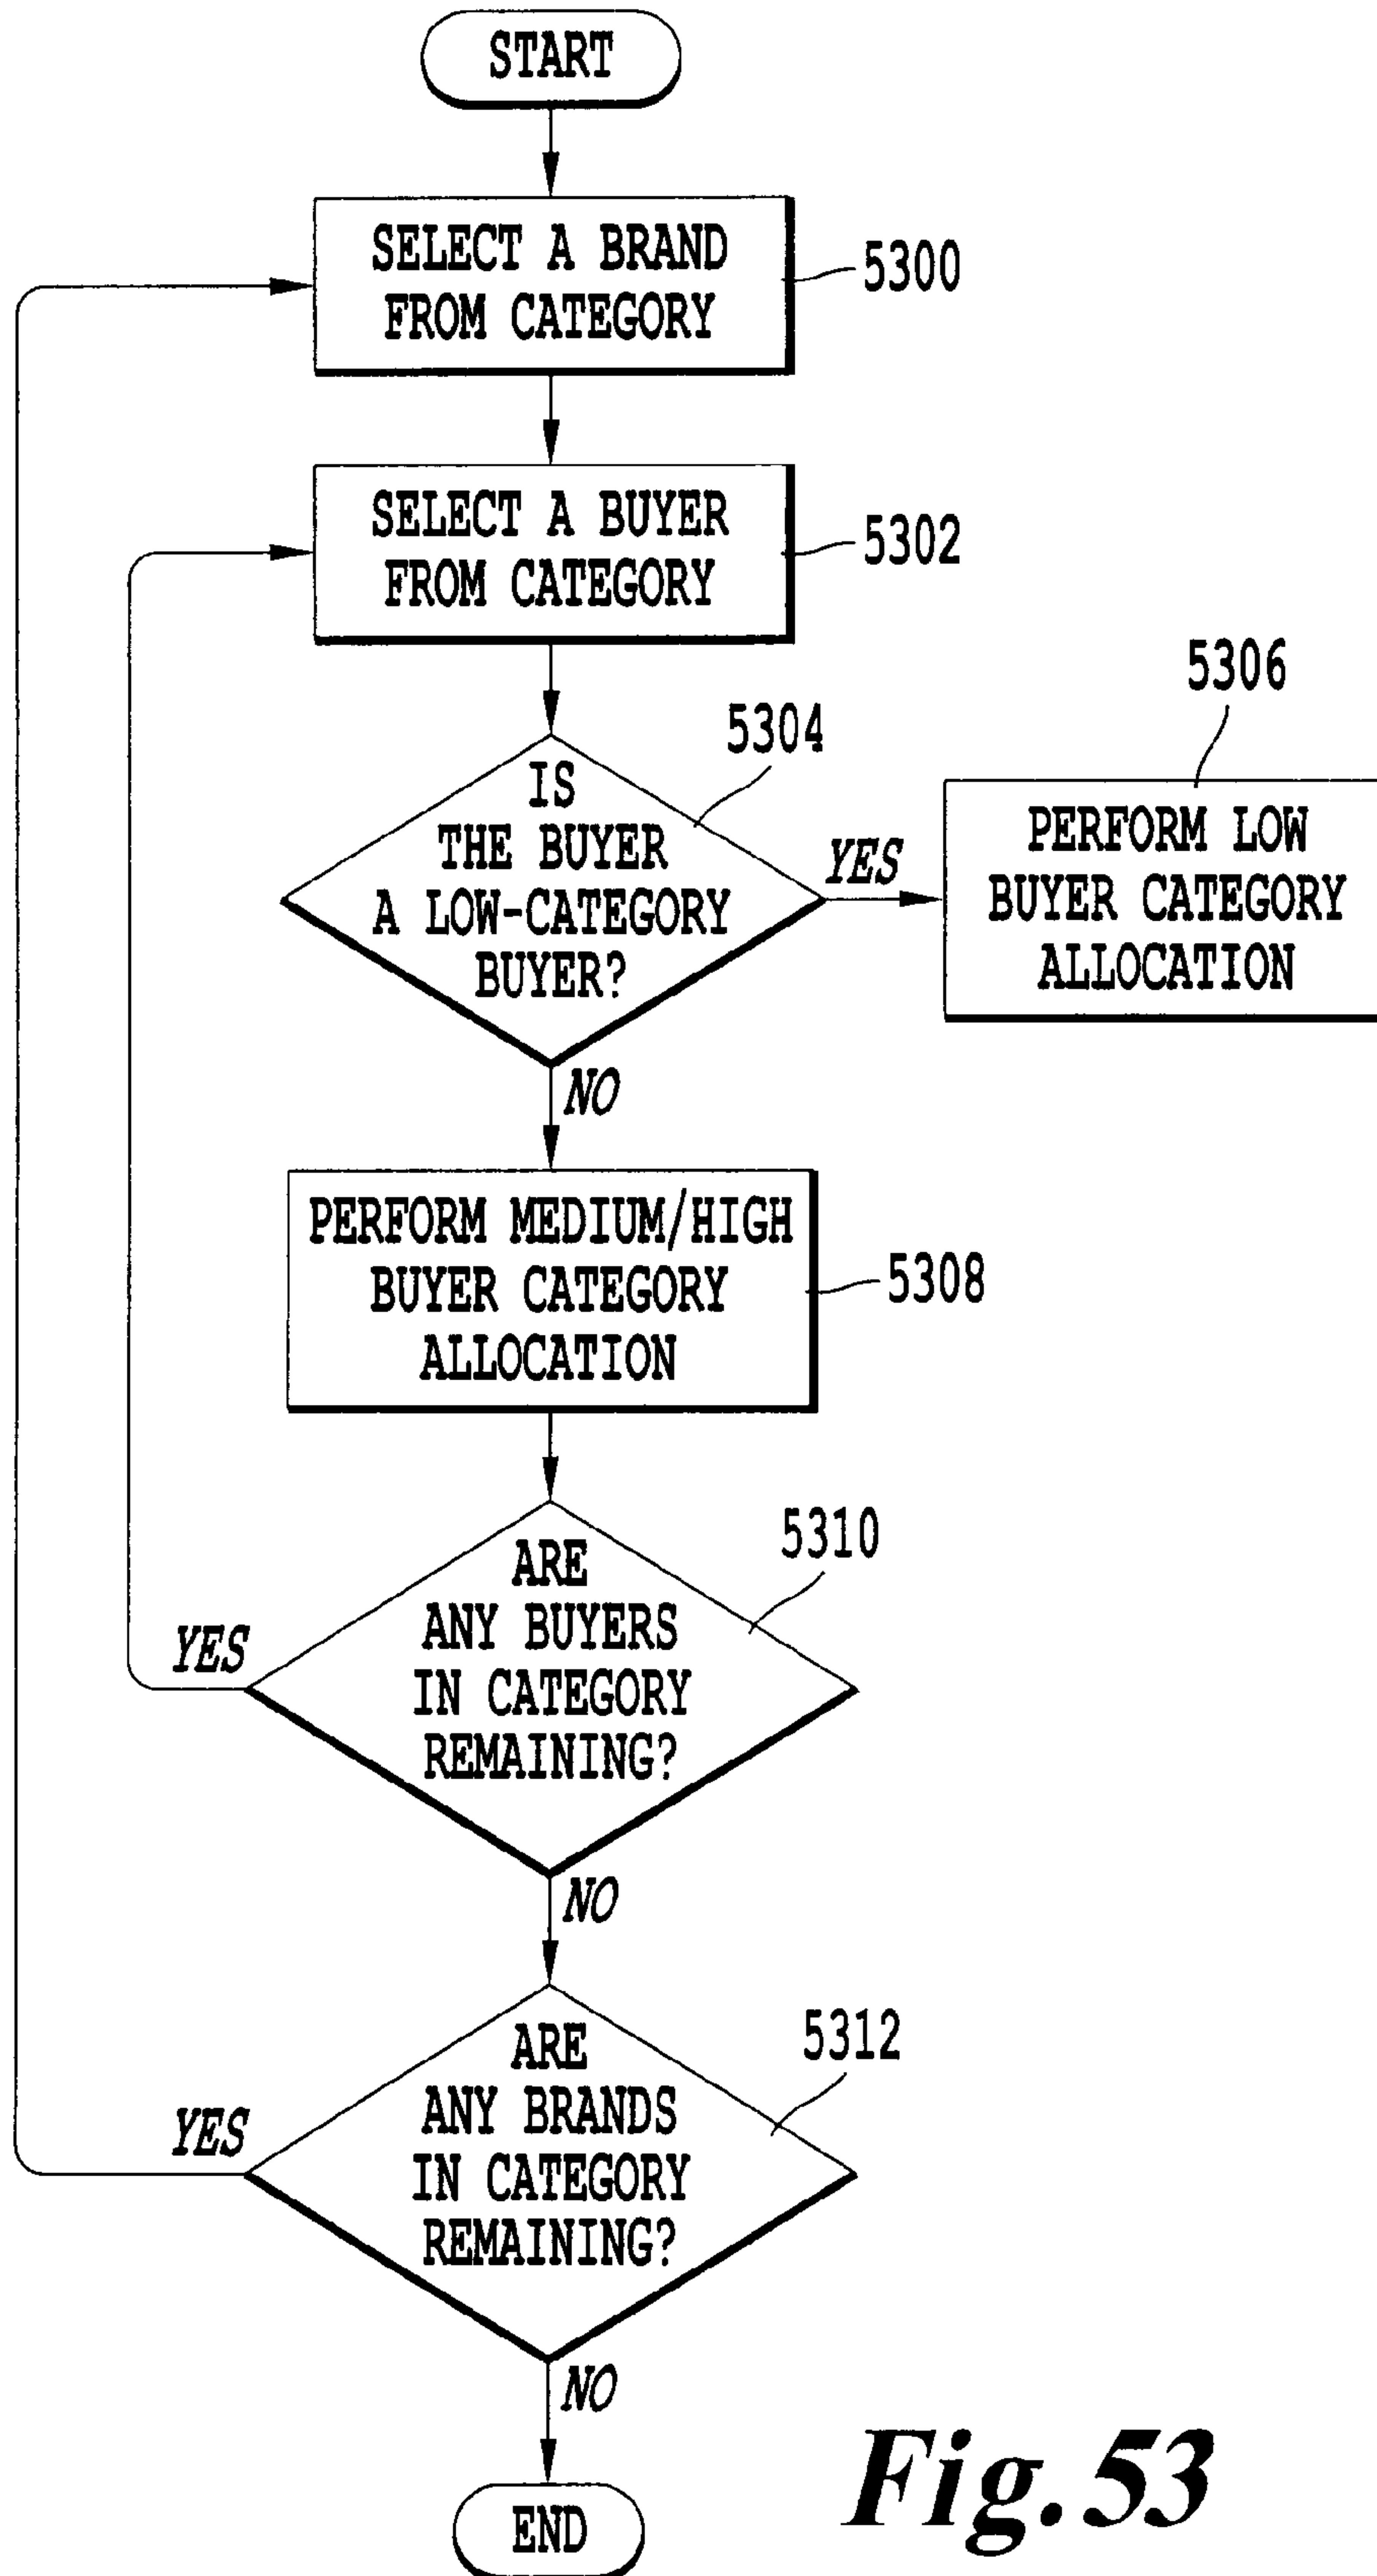 START
SELECT A BRAND
FROM CATEGORY
5300
SELECT A BUYER
FROM CATEGORY
5302
5306
5304
IS
THE BUYER
A LOW-CATEGORY
BUYER?
YES
PERFORM LOW
BUYER CATEGORY
ALLOCATION
NO
PERFORM MEDIUM/HIGH
BUYER CATEGORY
ALLOCATION
5308
5310
ARE
ANY BUYERS
IN CATEGORY
REMAINING?
YES
NO
5312
ARE
ANY BRANDS
IN CATEGORY
REMAINING?
YES
NO
END
Fig. 53